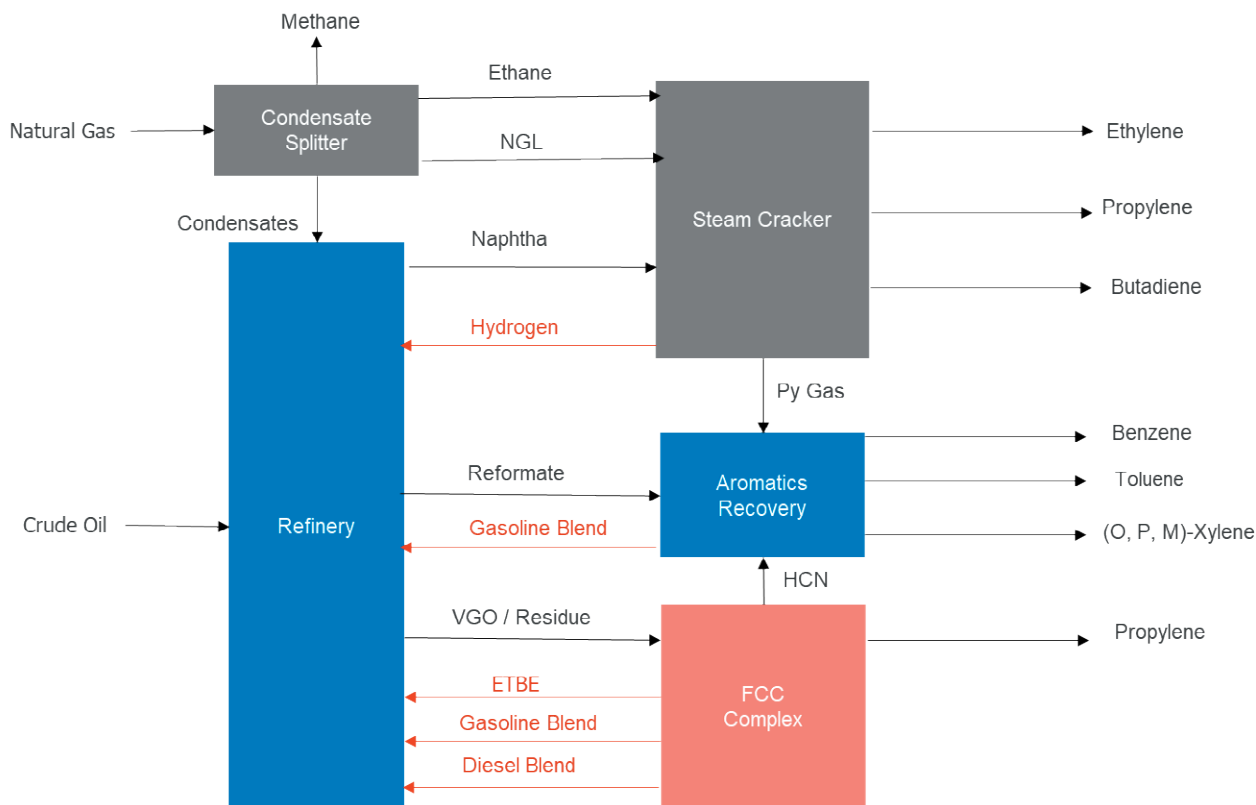 Methane
Ethane
Natural Gas
Condensate
Splitter
NGL
Ethylene
Condensates
Naphtha
Steam Cracker
Propylene
Butadiene
Hydrogen
Py Gas
Benzene
Reformate
Aromatics
Recovery
Toluene
Crude Oil
Refinery
Gasoline Blend
(O, P, M)-Xylene
HCN
VGO / Residue
Propylene
ETBE
FCC
Complex
Gasoline Blend
Diesel Blend